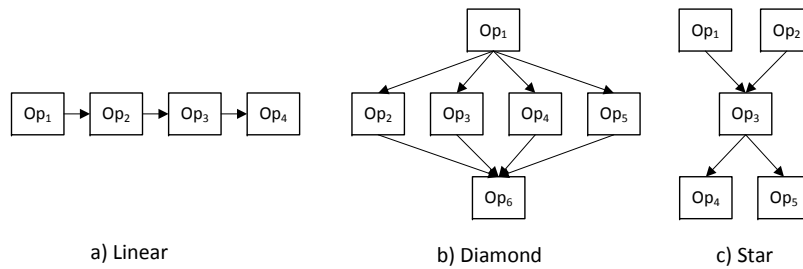 Op₁ Op₂ Op₃ Op₄
a) Linear
Op₁
Op₂ Op₃ Op₄ Op₅
Op₆
b) Diamond
Op₁ Op₂
Op₃
Op₄ Op₅
c) Star